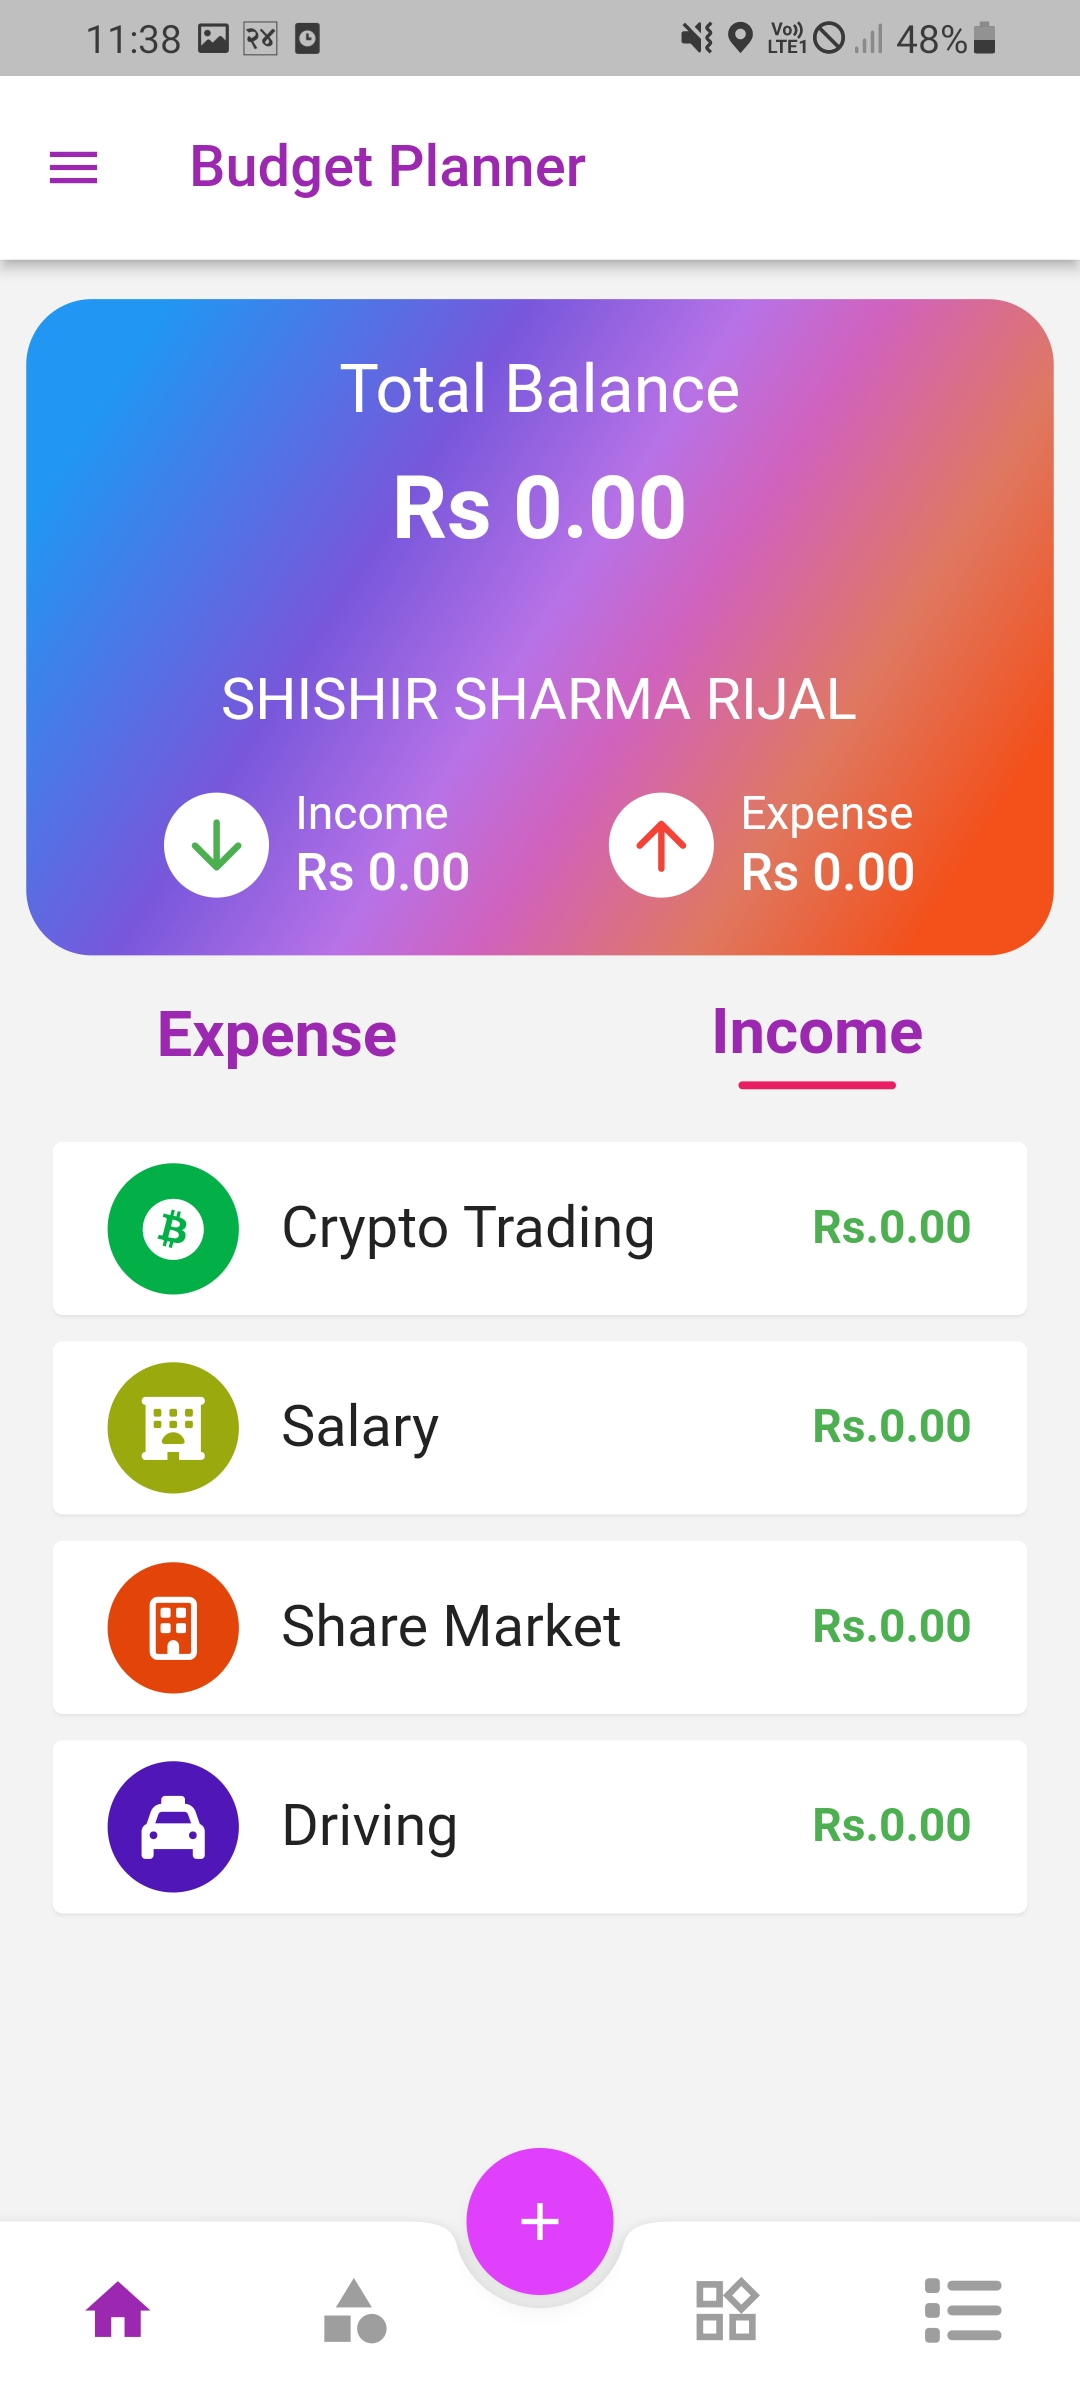 11:38 २४ Vo)) LTE1 48%
Budget Planner
Total Balance
Rs 0.00
SHISHIR SHARMA RIJAL
Income
Rs 0.00
Expense
Rs 0.00
Expense Income
Crypto Trading Rs.0.00
Salary Rs.0.00
Share Market Rs.0.00
Driving Rs.0.00
+